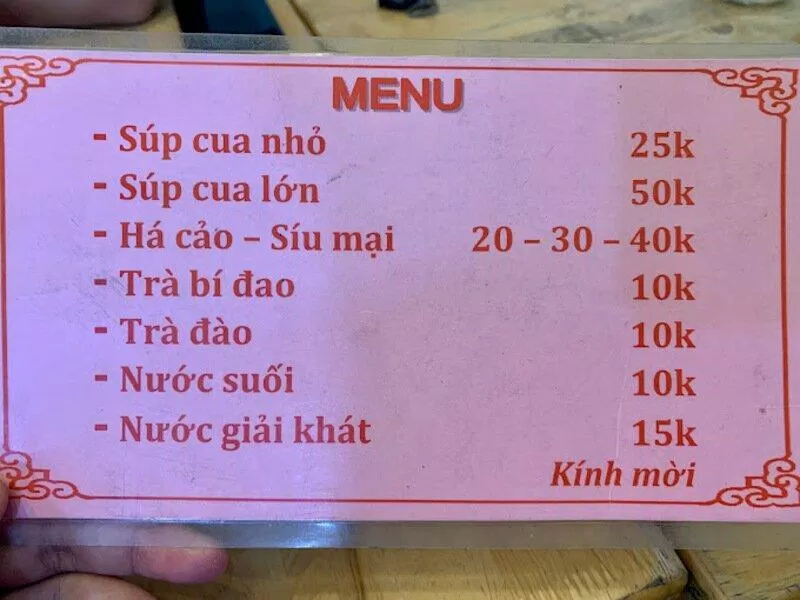 MENU
- Súp cua nhỏ 25k
- Súp cua lớn 50k
- Há cảo – Síu mại 20 – 30 – 40k
- Trà bí đao 10k
- Trà đào 10k
- Nước suối 10k
- Nước giải khát 15k
Kính mời